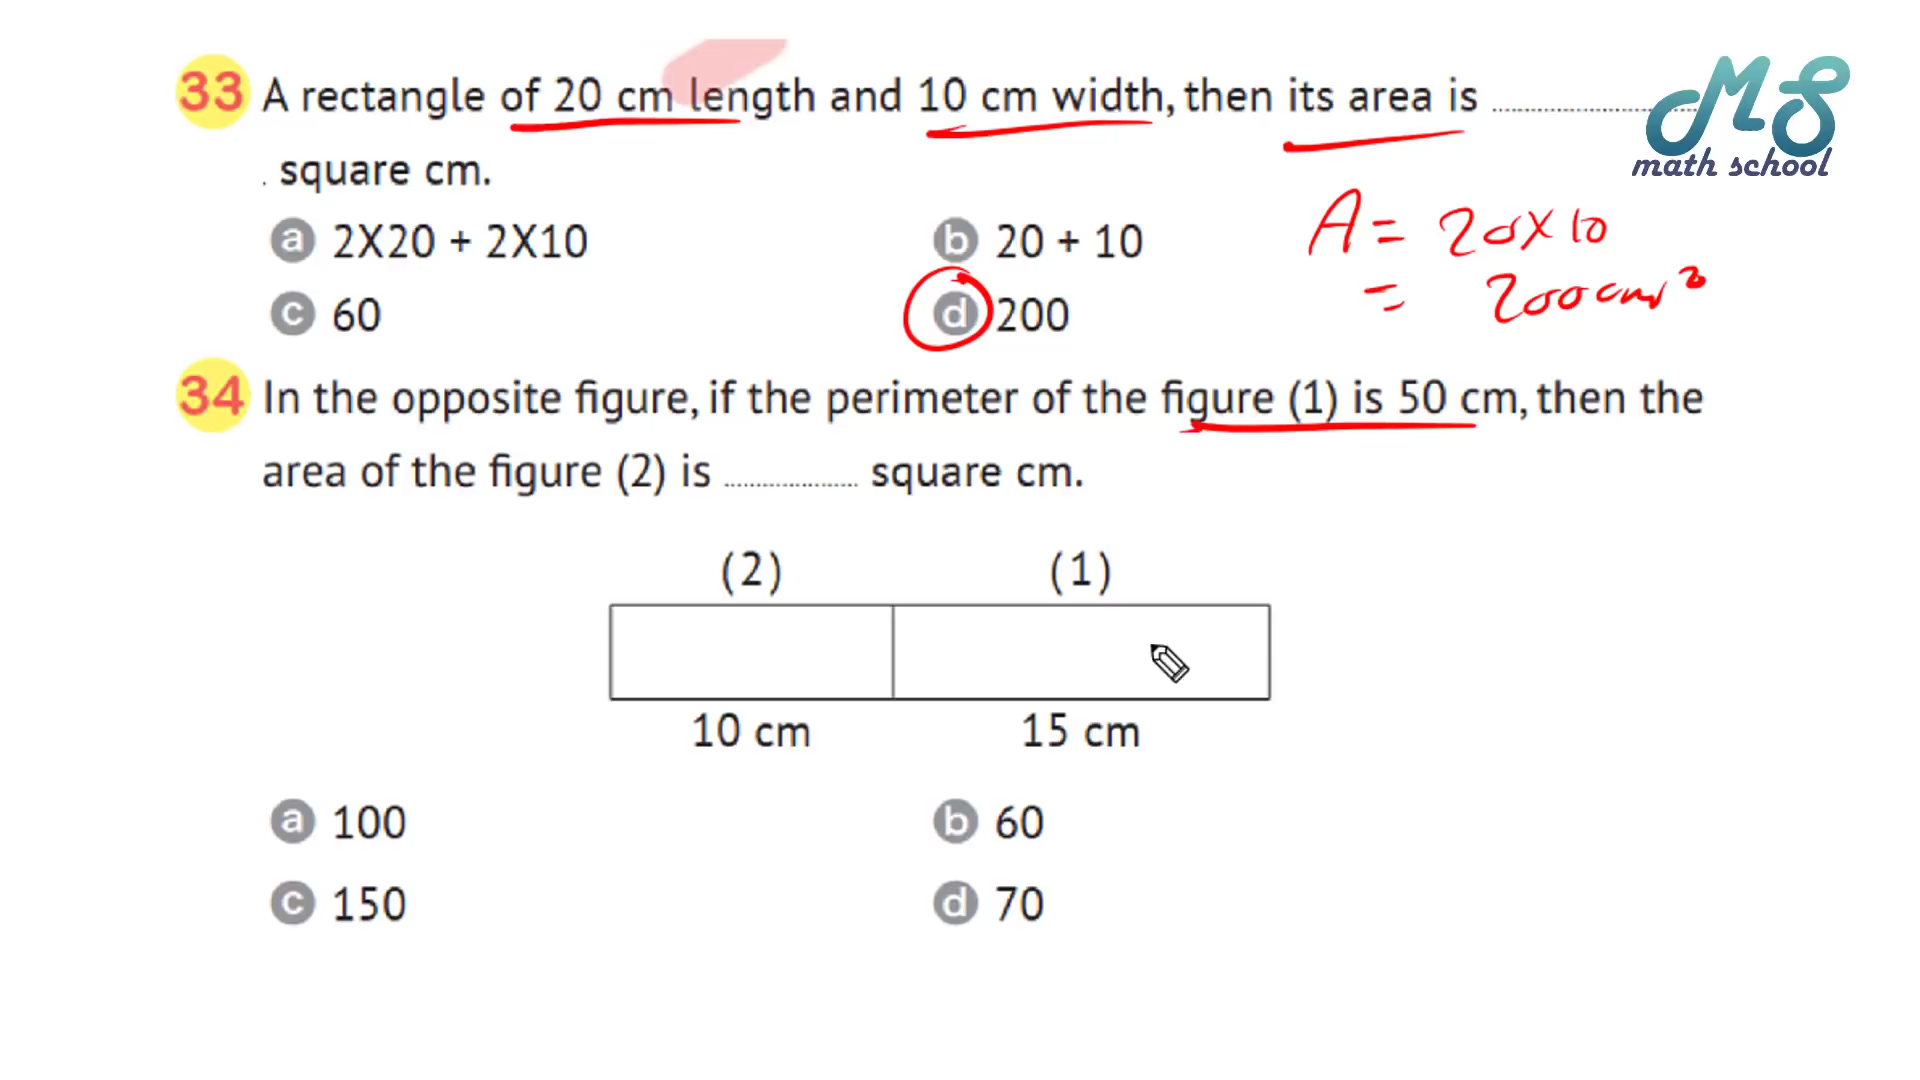 33 A rectangle of 20 cm length and 10 cm width, then its area is ........................
. square cm.
a 2X20 + 2X10
b 20 + 10
c 60
d 200
MS
math school
A = 20X10
= 200cm²
34 In the opposite figure, if the perimeter of the figure (1) is 50 cm, then the
area of the figure (2) is ..................... square cm.
(2) (1)
10 cm 15 cm
a 100
b 60
c 150
d 70